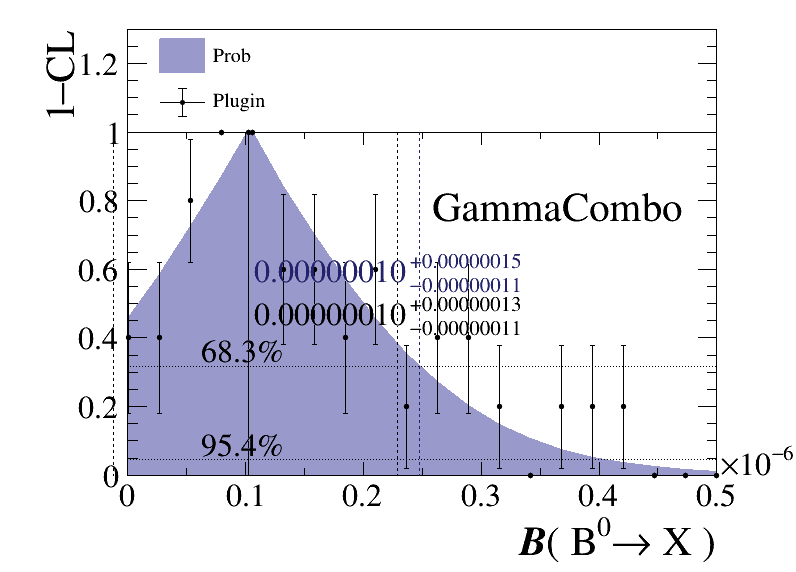 1–CL
Prob
Plugin
GammaCombo
0.00000010 +0.00000015 −0.00000011
0.00000010 +0.00000013 −0.00000011
68.3%
95.4%
1.2
1
0.8
0.6
0.4
0.2
0
0 0.1 0.2 0.3 0.4 0.5
×10⁻⁶
B( B⁰→ X )